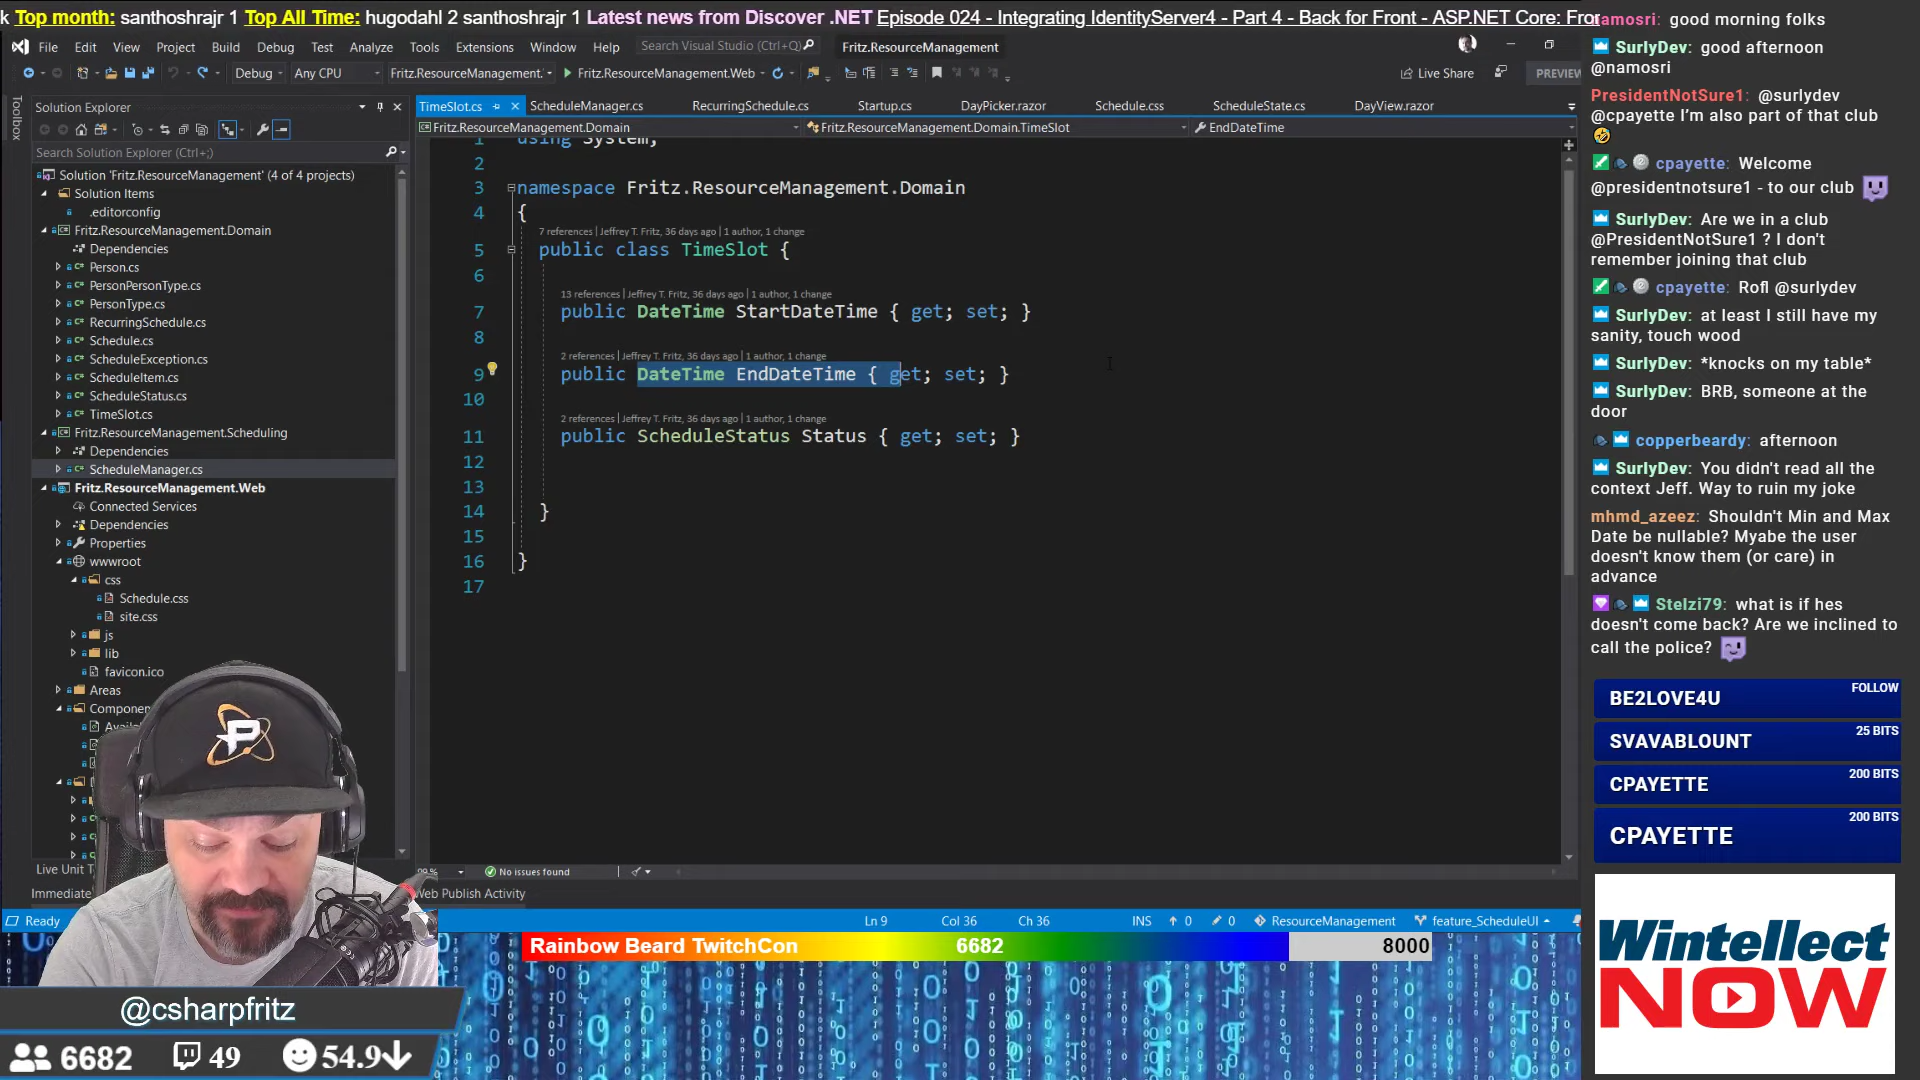 k Top month: santhoshrajr 1 Top All Time: hugodahl 2 santhoshrajr 1 Latest news from Discover .NET Episode 024 - Integrating IdentityServer4 - Part 4 - Back for Front - ASP.NET Core: Fro
File Edit View Project Build Debug Test Analyze Tools Extensions Window Help Search Visual Studio (Ctrl+Q) Fritz.ResourceManagement
Debug Any CPU Fritz.ResourceManagement. Fritz.ResourceManagement.Web Live Share PREVIEW
Toolbox
Solution Explorer
Search Solution Explorer (Ctrl+;)
Solution 'Fritz.ResourceManagement' (4 of 4 projects)
Solution Items
.editorconfig
Fritz.ResourceManagement.Domain
Dependencies
Person.cs
PersonPersonType.cs
PersonType.cs
RecurringSchedule.cs
Schedule.cs
ScheduleException.cs
ScheduleItem.cs
ScheduleStatus.cs
TimeSlot.cs
Fritz.ResourceManagement.Scheduling
Dependencies
ScheduleManager.cs
Fritz.ResourceManagement.Web
Connected Services
Dependencies
Properties
wwwroot
css
Schedule.css
site.css
js
lib
favicon.ico
Areas
Componen
Avai
Live Unit T
Immediate
TimeSlot.cs ScheduleManager.cs RecurringSchedule.cs Startup.cs DayPicker.razor Schedule.css ScheduleState.cs DayView.razor
Fritz.ResourceManagement.Domain Fritz.ResourceManagement.Domain.TimeSlot EndDateTime
1 using System;
2
3 namespace Fritz.ResourceManagement.Domain
4 {
7 references | Jeffrey T. Fritz, 36 days ago | 1 author, 1 change
5 public class TimeSlot {
6
13 references | Jeffrey T. Fritz, 36 days ago | 1 author, 1 change
7 public DateTime StartDateTime { get; set; }
8
2 references | Jeffrey T. Fritz, 36 days ago | 1 author, 1 change
9 public DateTime EndDateTime { get; set; }
10
2 references | Jeffrey T. Fritz, 36 days ago | 1 author, 1 change
11 public ScheduleStatus Status { get; set; }
12
13
14 }
15
16 }
17
No issues found
Web Publish Activity
Ready Ln 9 Col 36 Ch 36 INS 0 0 ResourceManagement feature_ScheduleUI
Rainbow Beard TwitchCon 6682 8000
P
@csharpfritz
6682 49 54.9
namosri: good morning folks
SurlyDev: good afternoon
@namosri
PresidentNotSure1: @surlydev
@cpayette I'm also part of that club
cpayette: Welcome
@presidentnotsure1 - to our club
SurlyDev: Are we in a club
@PresidentNotSure1 ? I don't
remember joining that club
cpayette: Rofl @surlydev
SurlyDev: at least I still have my
sanity, touch wood
SurlyDev: *knocks on my table*
SurlyDev: BRB, someone at the
door
copperbeardy: afternoon
SurlyDev: You didn't read all the
context Jeff. Way to ruin my joke
mhmd_azeez: Shouldn't Min and Max
Date be nullable? Myabe the user
doesn't know them (or care) in
advance
Stelzi79: what is if hes
doesn't come back? Are we inclined to
call the police?
BE2LOVE4U FOLLOW
SVAVABLOUNT 25 BITS
CPAYETTE 200 BITS
CPAYETTE 200 BITS
Wintellect
NOW